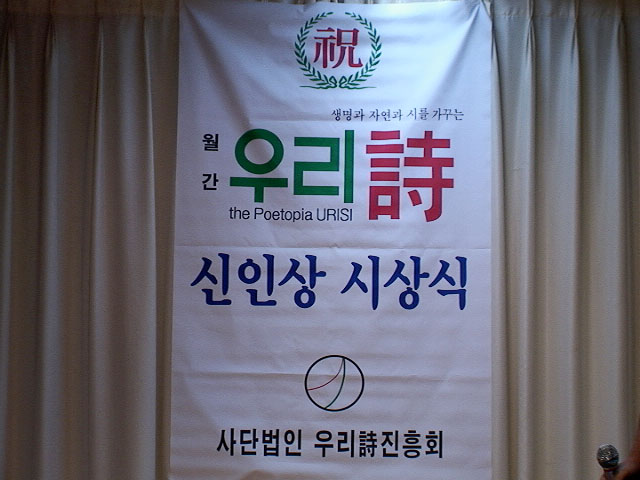 祝
생명과 자연과 시를 가꾸는
월간 우리詩
the Poetopia URISI
신인상 시상식
사단법인 우리詩진흥회